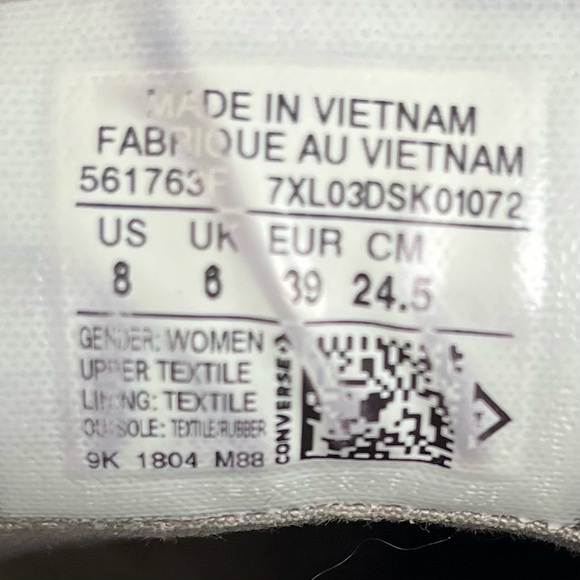 MADE IN VIETNAM
FABRIQUE AU VIETNAM
561763F 7XL03DSK01072
US UK EUR CM
8 6 39 24.5
GENDER: WOMEN
UPPER TEXTILE
LINING: TEXTILE
OUTSOLE: TEXTILE/RUBBER
9K 1804 M88
CONVERSE